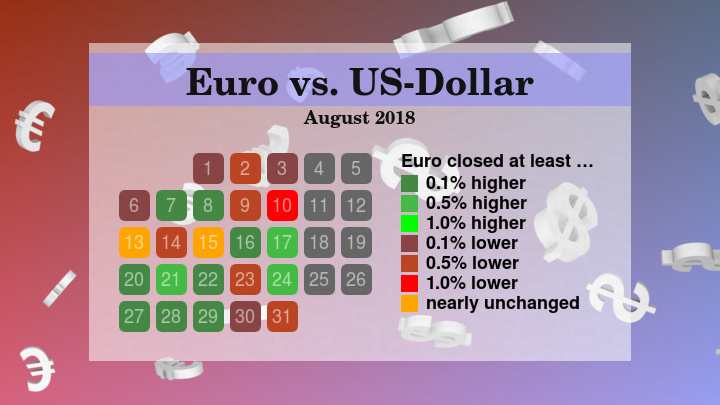 Euro vs. US-Dollar
August 2018
1 2 3 4 5
6 7 8 9 10 11 12
13 14 15 16 17 18 19
20 21 22 23 24 25 26
27 28 29 30 31
Euro closed at least …
0.1% higher
0.5% higher
1.0% higher
0.1% lower
0.5% lower
1.0% lower
nearly unchanged